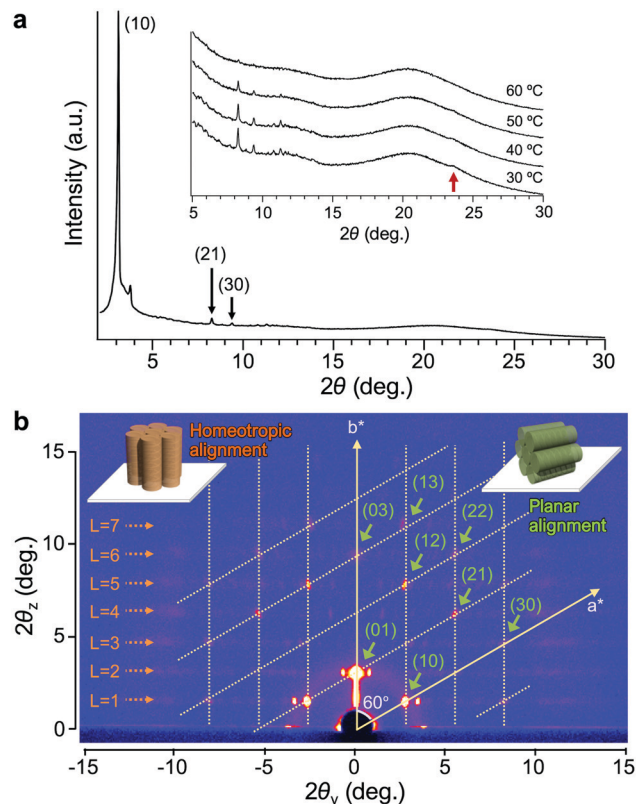 a
(10)
Intensity (a.u.)
60 ºC
50 ºC
40 ºC
30 ºC
5 10 15 20 25 30
2θ (deg.)
(21)
(30)
5 10 15 20 25 30
2θ (deg.)
b
Homeotropic
alignment
b*
Planar
alignment
(13)
(03)
(22)
(12)
(21)
(30)
a*
(01)
(10)
60°
L=7
L=6
L=5
L=4
L=3
L=2
L=1
15
10
5
0
2θz (deg.)
-15 -10 -5 0 5 10 15
2θy (deg.)